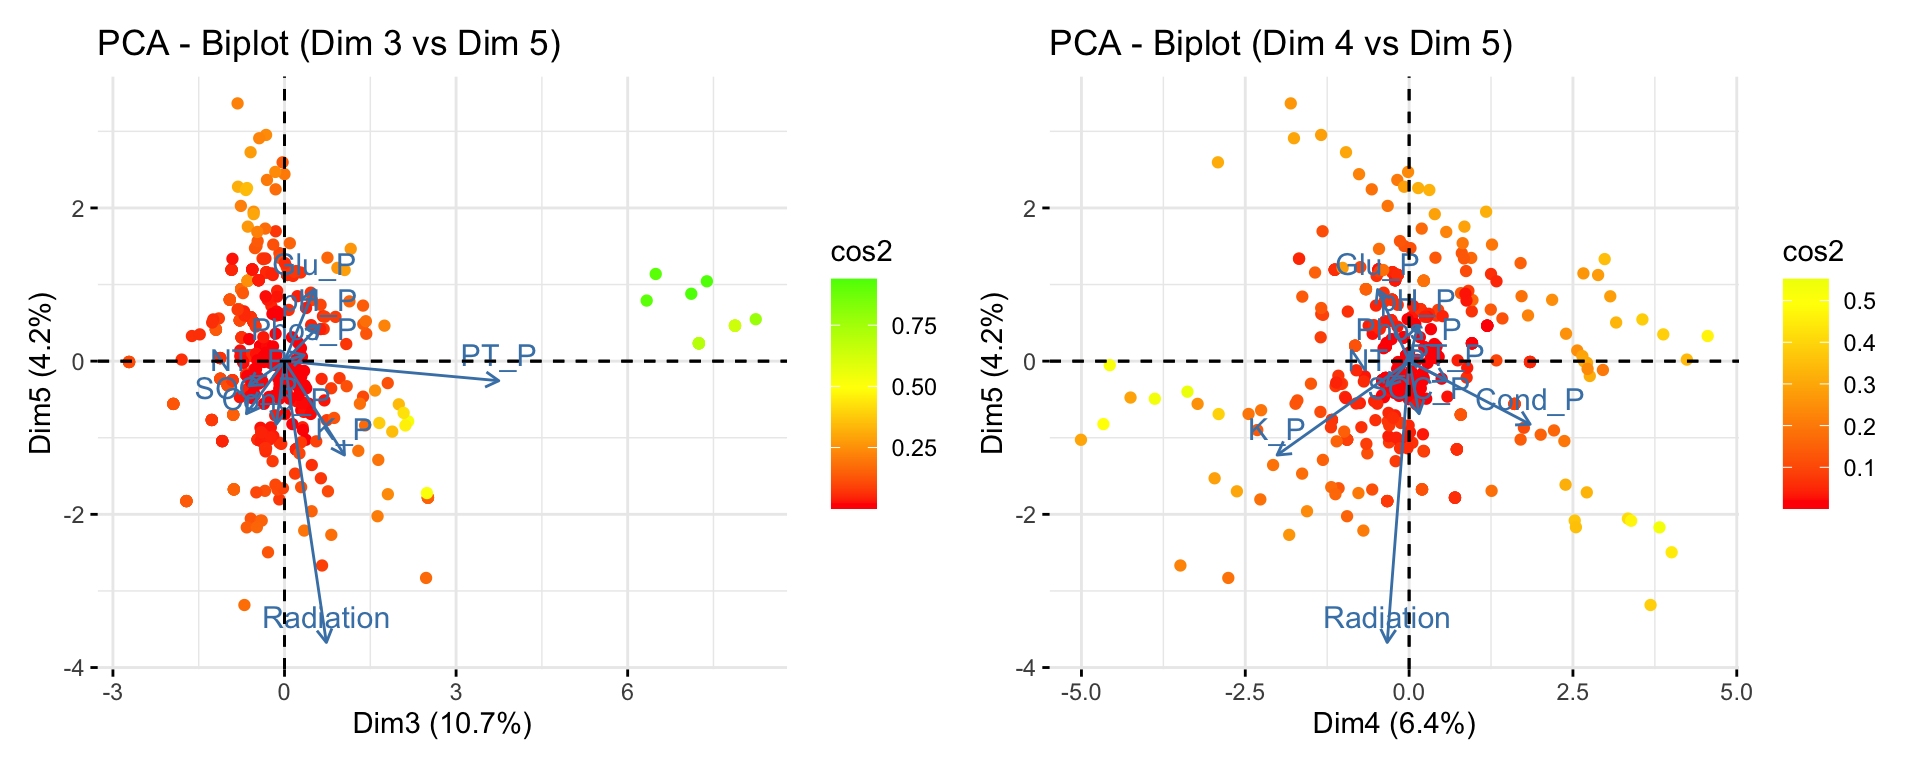 PCA - Biplot (Dim 3 vs Dim 5)
Dim5 (4.2%)
2
0
-2
-4
-3
0
3
6
Dim3 (10.7%)
Glu_P
PT_P
K_P
Radiation
cos2
0.75
0.50
0.25
PCA - Biplot (Dim 4 vs Dim 5)
Dim5 (4.2%)
2
0
-2
-4
-5.0
-2.5
0.0
2.5
5.0
Dim4 (6.4%)
Glu_P
Cond_P
K_P
Radiation
cos2
0.5
0.4
0.3
0.2
0.1